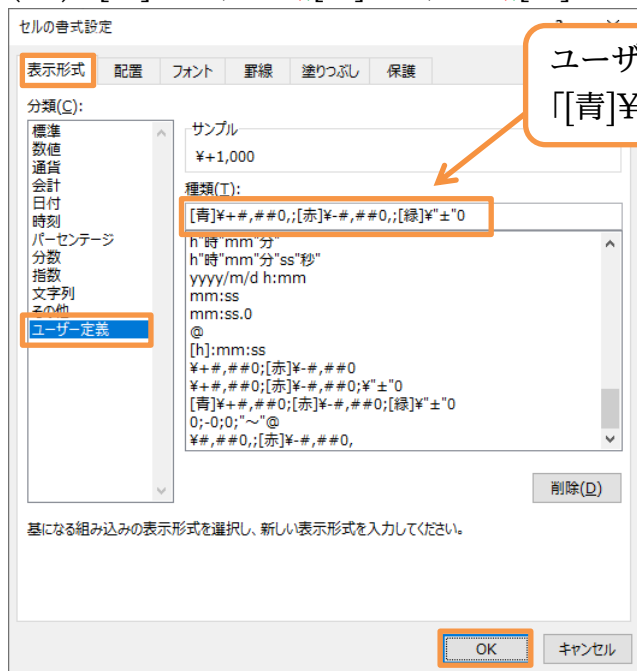 セルの書式設定
表示形式 配置 フォント 罫線 塗りつぶし 保護
ユーザ
「[青]¥
分類(C):
標準
数値
通貨
会計
日付
時刻
パーセンテージ
分数
指数
文字列
その他
ユーザー定義
サンプル
¥+1,000
種類(T):
[青]¥+#,##0,;[赤]¥-#,##0,;[緑]¥"±"0
h"時"mm"分"
h"時"mm"分"ss"秒"
yyyy/m/d h:mm
mm:ss
mm:ss.0
@
[h]:mm:ss
¥+#,##0;[赤]¥-#,##0
¥+#,##0;[赤]¥-#,##0;¥"±"0
[青]¥+#,##0;[赤]¥-#,##0;[緑]¥"±"0
0;-0;0;"～"@
¥#,##0,;[赤]¥-#,##0,
削除(D)
基になる組み込みの表示形式を選択し、新しい表示形式を入力してください。
OK キャンセル